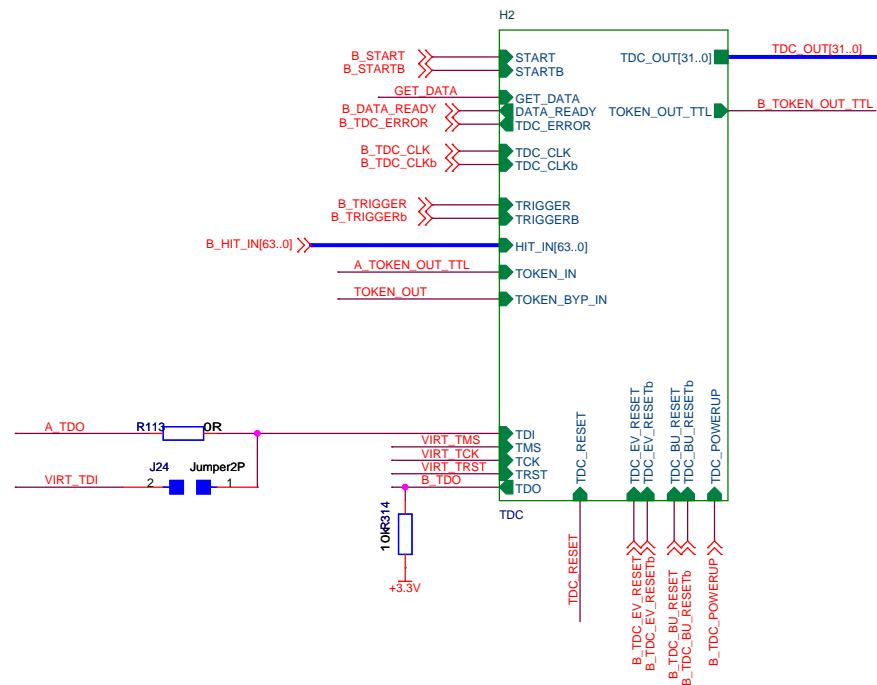 H2
B_START
START
TDC_OUT[31..0]
TDC_OUT[31..0]
B_STARTB
STARTB
GET_DATA
GET_DATA
B_DATA_READY
DATA_READY
TOKEN_OUT_TTL
B_TOKEN_OUT_TTL
B_TDC_ERROR
TDC_ERROR
B_TDC_CLK
TDC_CLK
B_TDC_CLKb
TDC_CLKb
B_TRIGGER
TRIGGER
B_TRIGGERb
TRIGGERB
B_HIT_IN[63..0]
HIT_IN[63..0]
A_TOKEN_OUT_TTL
TOKEN_IN
TOKEN_OUT
TOKEN_BYP_IN
TDC_RESET
TDC_EV_RESET
TDC_EV_RESETb
TDC_BU_RESET
TDC_BU_RESETb
TDC_POWERUP
A_TDO
R113
0R
TDI
VIRT_TMS
TMS
VIRT_TCK
TCK
VIRT_TRST
TRST
B_TDO
TDO
J24
Jumper2P
VIRT_TDI
2
1
TDC
R314
10k
+3.3V
TDC_RESET
B_TDC_EV_RESET
B_TDC_EV_RESETb
B_TDC_BU_RESET
B_TDC_BU_RESETb
B_TDC_POWERUP